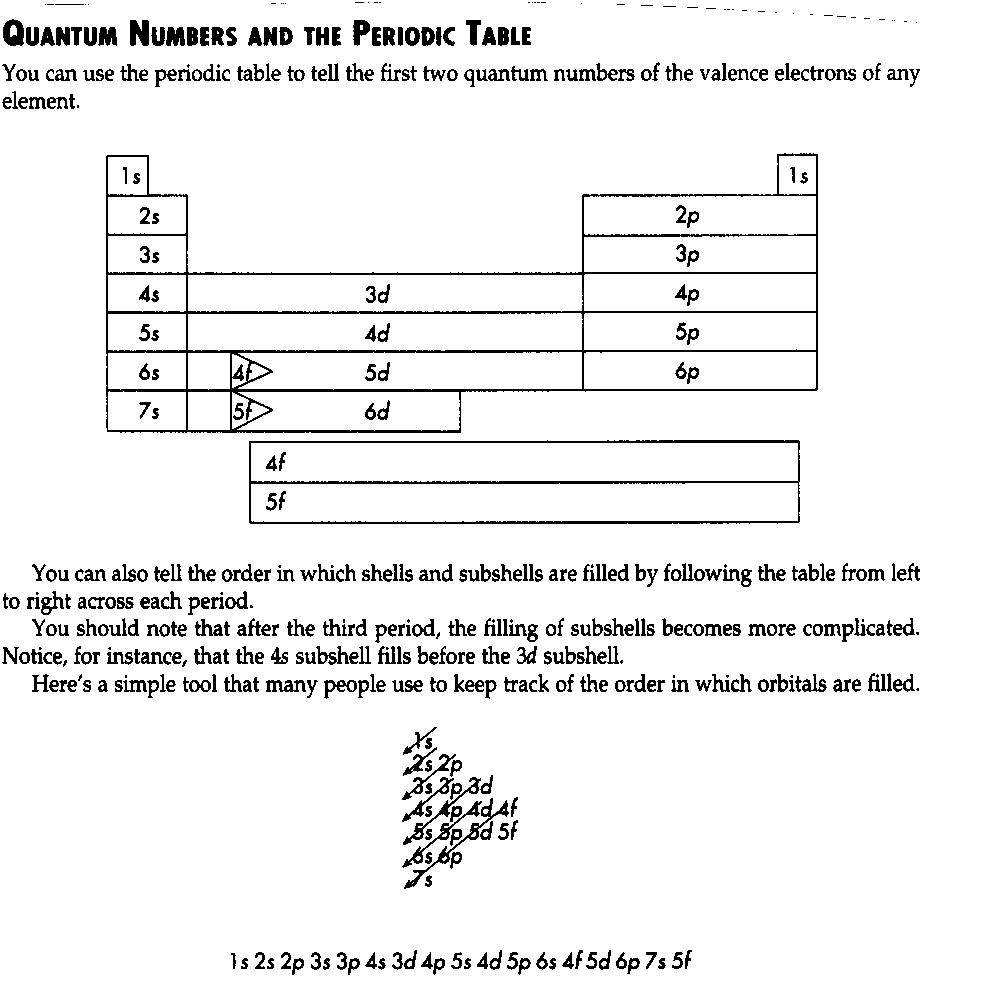 QUANTUM NUMBERS AND THE PERIODIC TABLE
You can use the periodic table to tell the first two quantum numbers of the valence electrons of any
element.
1s 1s
2s 2p
3s 3p
4s 3d 4p
5s 4d 5p
6s 4f 5d 6p
7s 5f 6d
4f
5f
You can also tell the order in which shells and subshells are filled by following the table from left
to right across each period.
You should note that after the third period, the filling of subshells becomes more complicated.
Notice, for instance, that the 4s subshell fills before the 3d subshell.
Here's a simple tool that many people use to keep track of the order in which orbitals are filled.
1s
2s 2p
3s 3p 3d
4s 4p 4d 4f
5s 5p 5d 5f
6s 6p
7s
1s 2s 2p 3s 3p 4s 3d 4p 5s 4d 5p 6s 4f 5d 6p 7s 5f